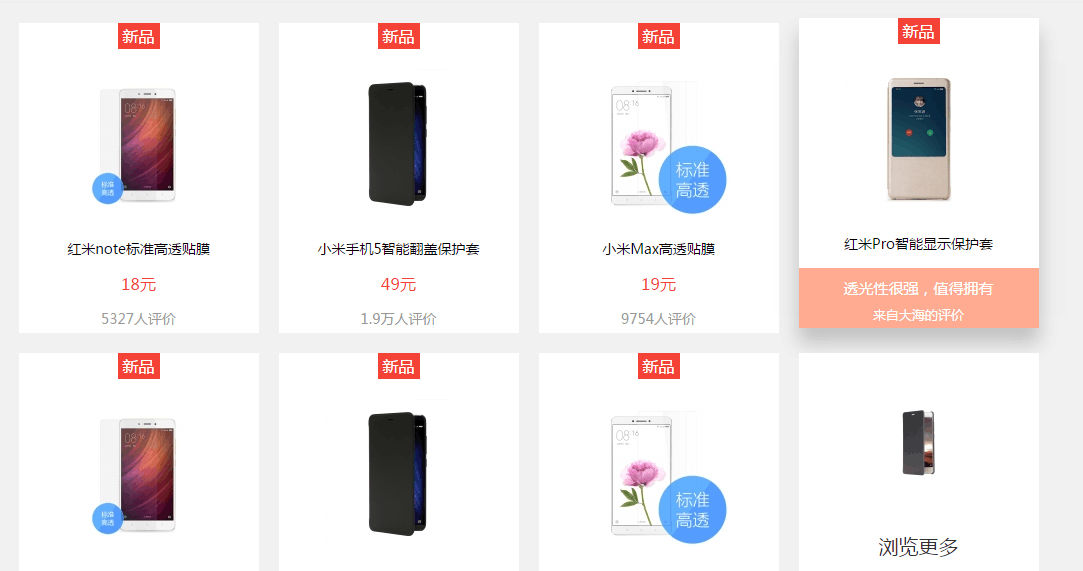 新品
新品
新品
新品
标准
高透
标准
高透
红米note标准高透贴膜
小米手机5智能翻盖保护套
小米Max高透贴膜
红米Pro智能显示保护套
18元
49元
19元
透光性很强，值得拥有
5327人评价
1.9万人评价
9754人评价
来自大海的评价
新品
新品
新品
标准
高透
标准
高透
浏览更多